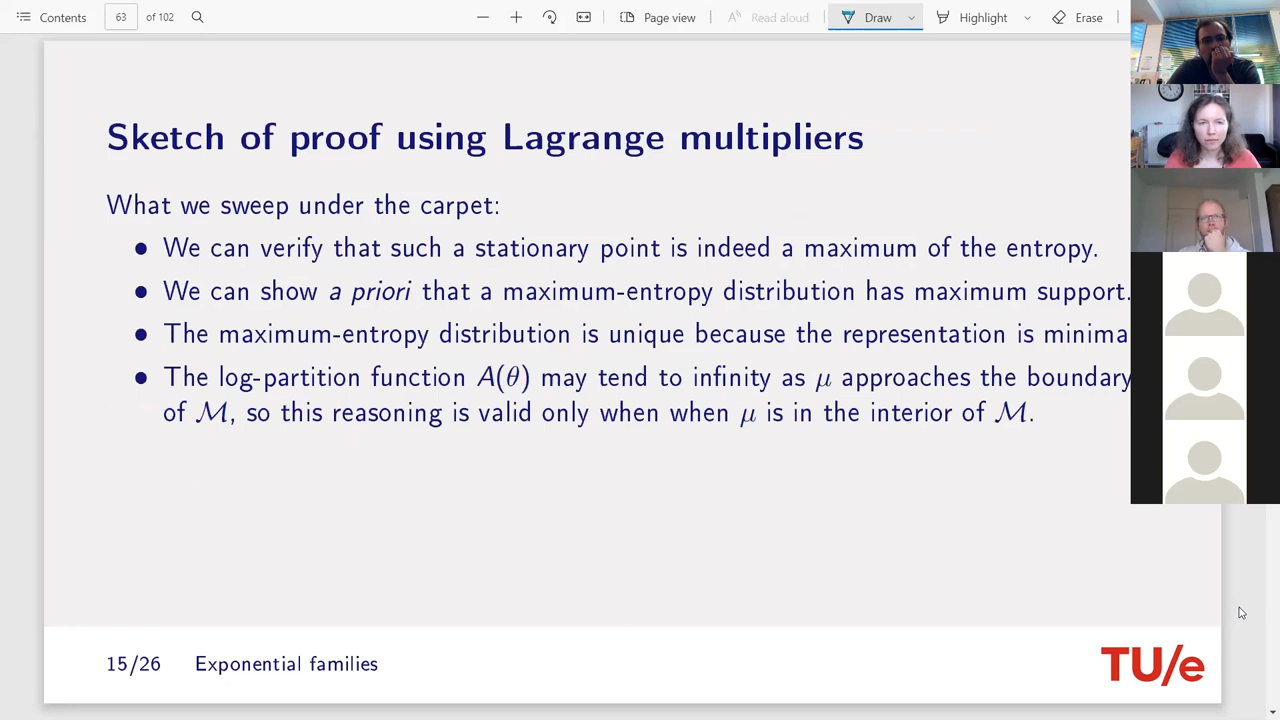 Contents 63 of 102 Page view Read aloud Draw Highlight Erase
Sketch of proof using Lagrange multipliers
What we sweep under the carpet:
● We can verify that such a stationary point is indeed a maximum of the entropy.
● We can show a priori that a maximum-entropy distribution has maximum support.
● The maximum-entropy distribution is unique because the representation is minima
● The log-partition function A(θ) may tend to infinity as μ approaches the boundary
of ℳ, so this reasoning is valid only when when μ is in the interior of ℳ.
15/26 Exponential families TU/e